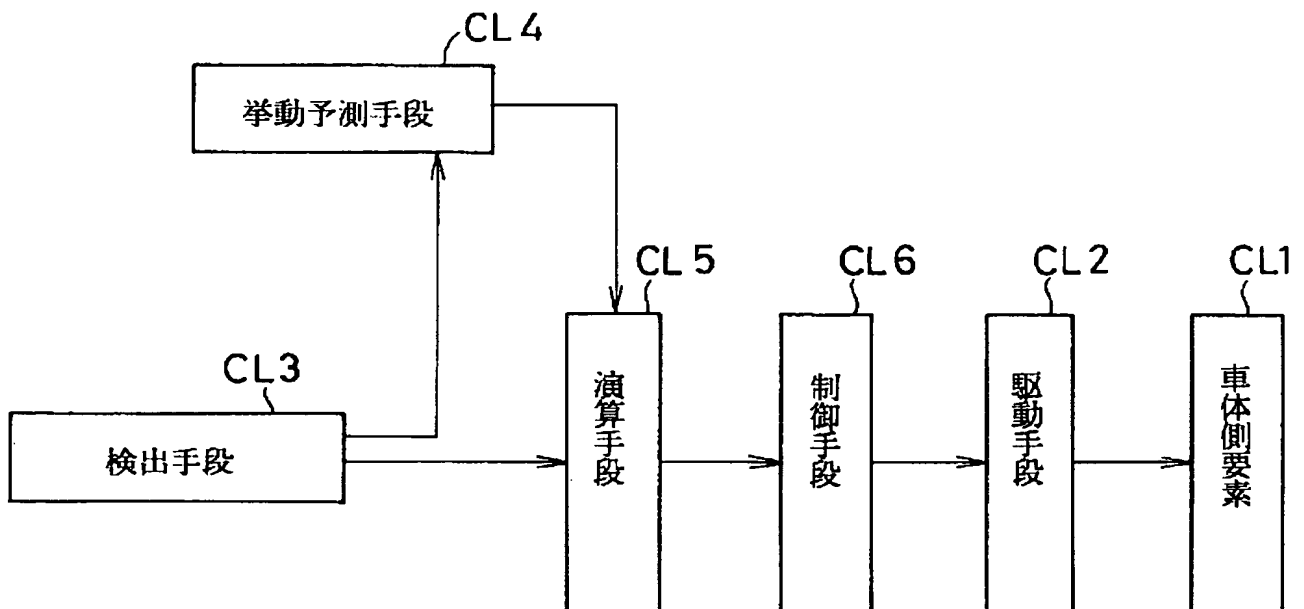 CL4
挙動予測手段
CL5
CL6
CL2
CL1
CL3
検出手段
演算手段
制御手段
駆動手段
車体側要素